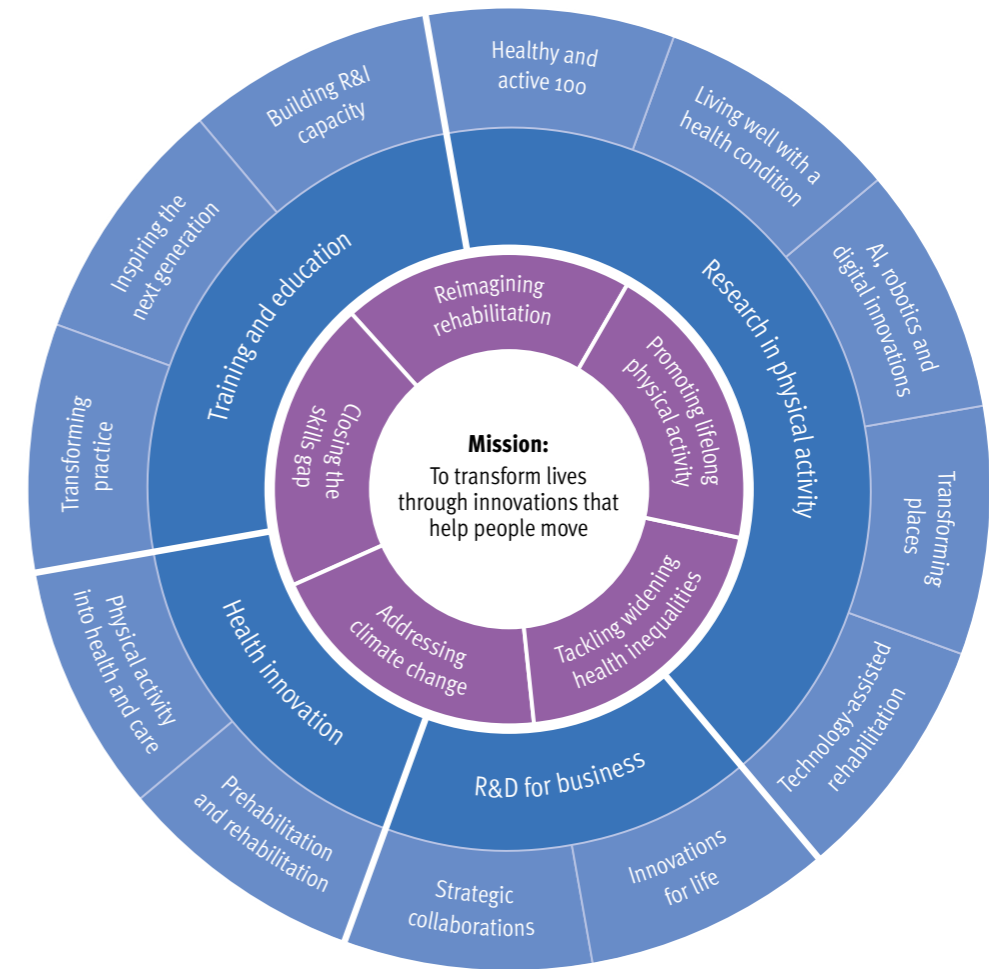 Mission:
To transform lives
through innovations that
help people move
Reimagining
rehabilitation
Promoting lifelong
physical activity
Tackling widening
health inequalities
Addressing
climate change
Closing the
skills gap
Research in physical activity
R&D for business
Health innovation
Training and education
Healthy and
active 100
Living well with a
health condition
AI, robotics and
digital innovations
Transforming
places
Technology-assisted
rehabilitation
Innovations
for life
Strategic
collaborations
Prehabilitation
and rehabilitation
Physical activity
into health and care
Transforming
practice
Inspiring the
next generation
Building R&I
capacity